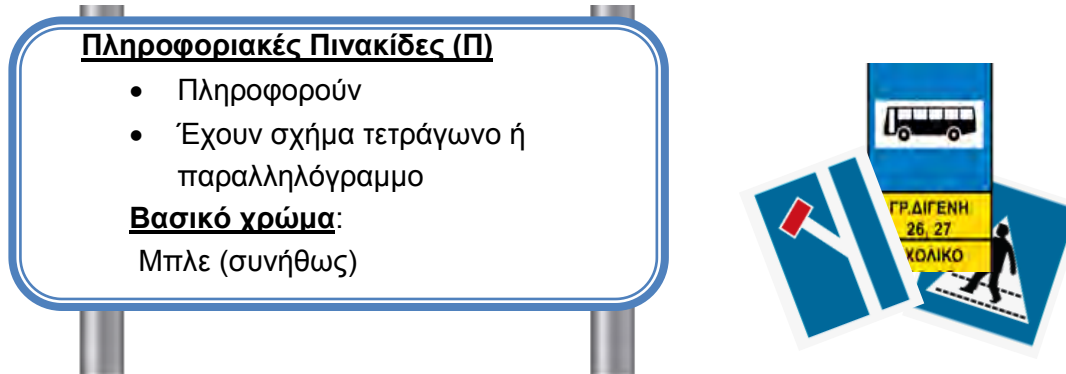 Πληροφοριακές Πινακίδες (Π)
• Πληροφορούν
• Έχουν σχήμα τετράγωνο ή
παραλληλόγραμμο
Βασικό χρώμα:
Μπλε (συνήθως)
ΓΡ.ΔΙΓΕΝΗ
26, 27
ΧΟΛΙΚΟ